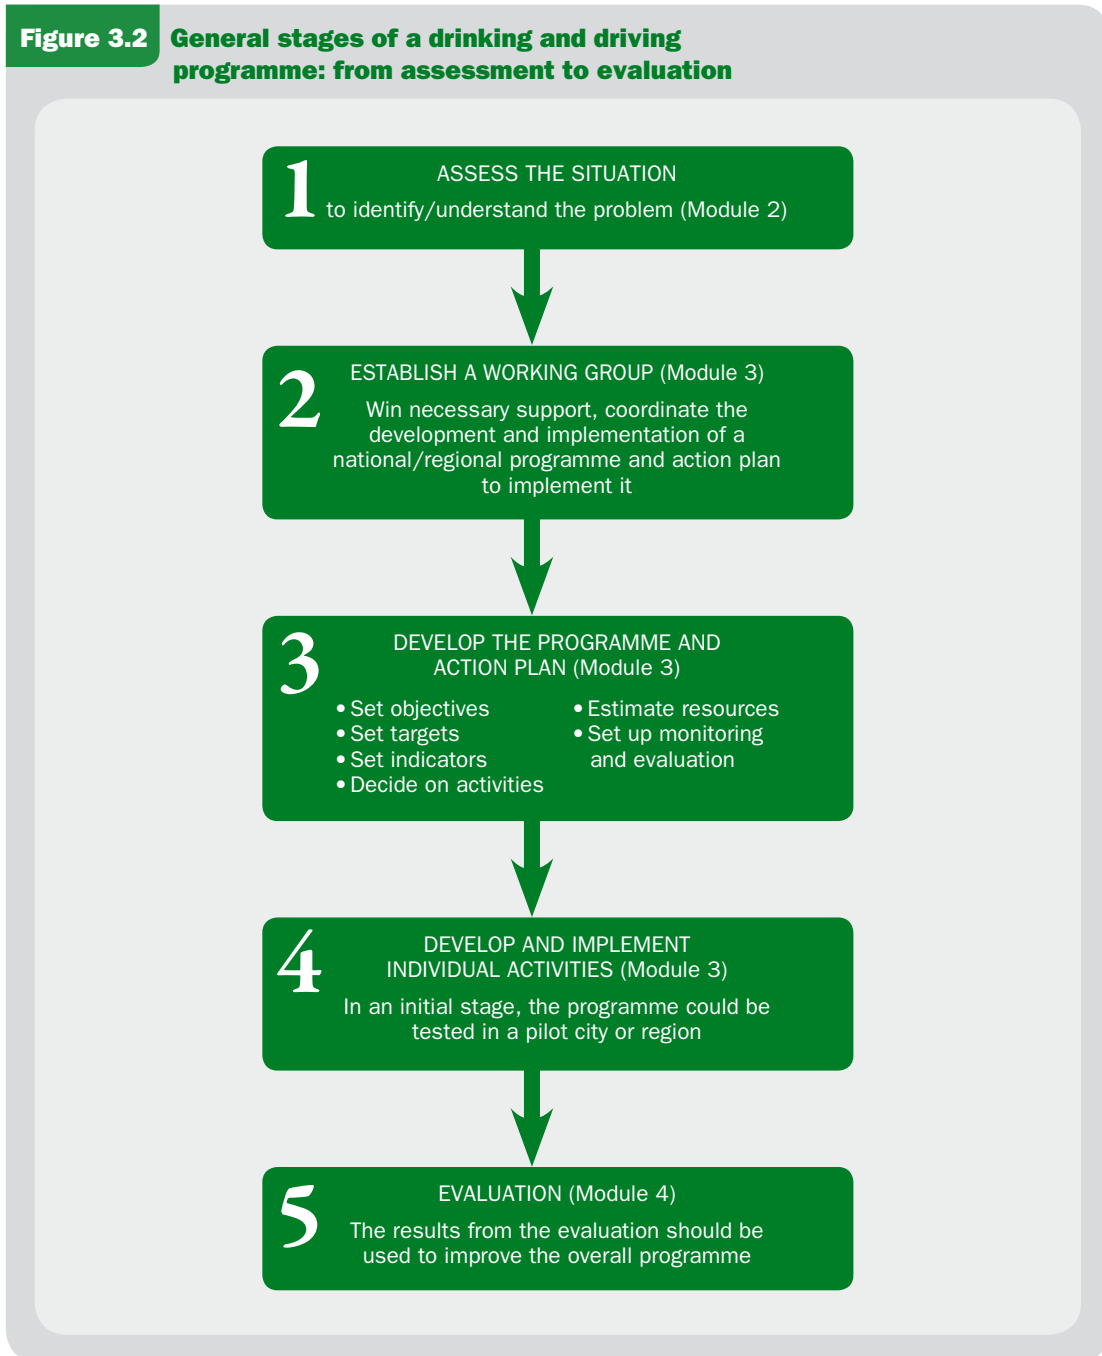 Figure 3.2
General stages of a drinking and driving
programme: from assessment to evaluation
1
ASSESS THE SITUATION
to identify/understand the problem (Module 2)
2
ESTABLISH A WORKING GROUP (Module 3)
Win necessary support, coordinate the
development and implementation of a
national/regional programme and action plan
to implement it
3
DEVELOP THE PROGRAMME AND
ACTION PLAN (Module 3)
• Set objectives
• Set targets
• Set indicators
• Decide on activities
• Estimate resources
• Set up monitoring
and evaluation
4
DEVELOP AND IMPLEMENT
INDIVIDUAL ACTIVITIES (Module 3)
In an initial stage, the programme could be
tested in a pilot city or region
5
EVALUATION (Module 4)
The results from the evaluation should be
used to improve the overall programme